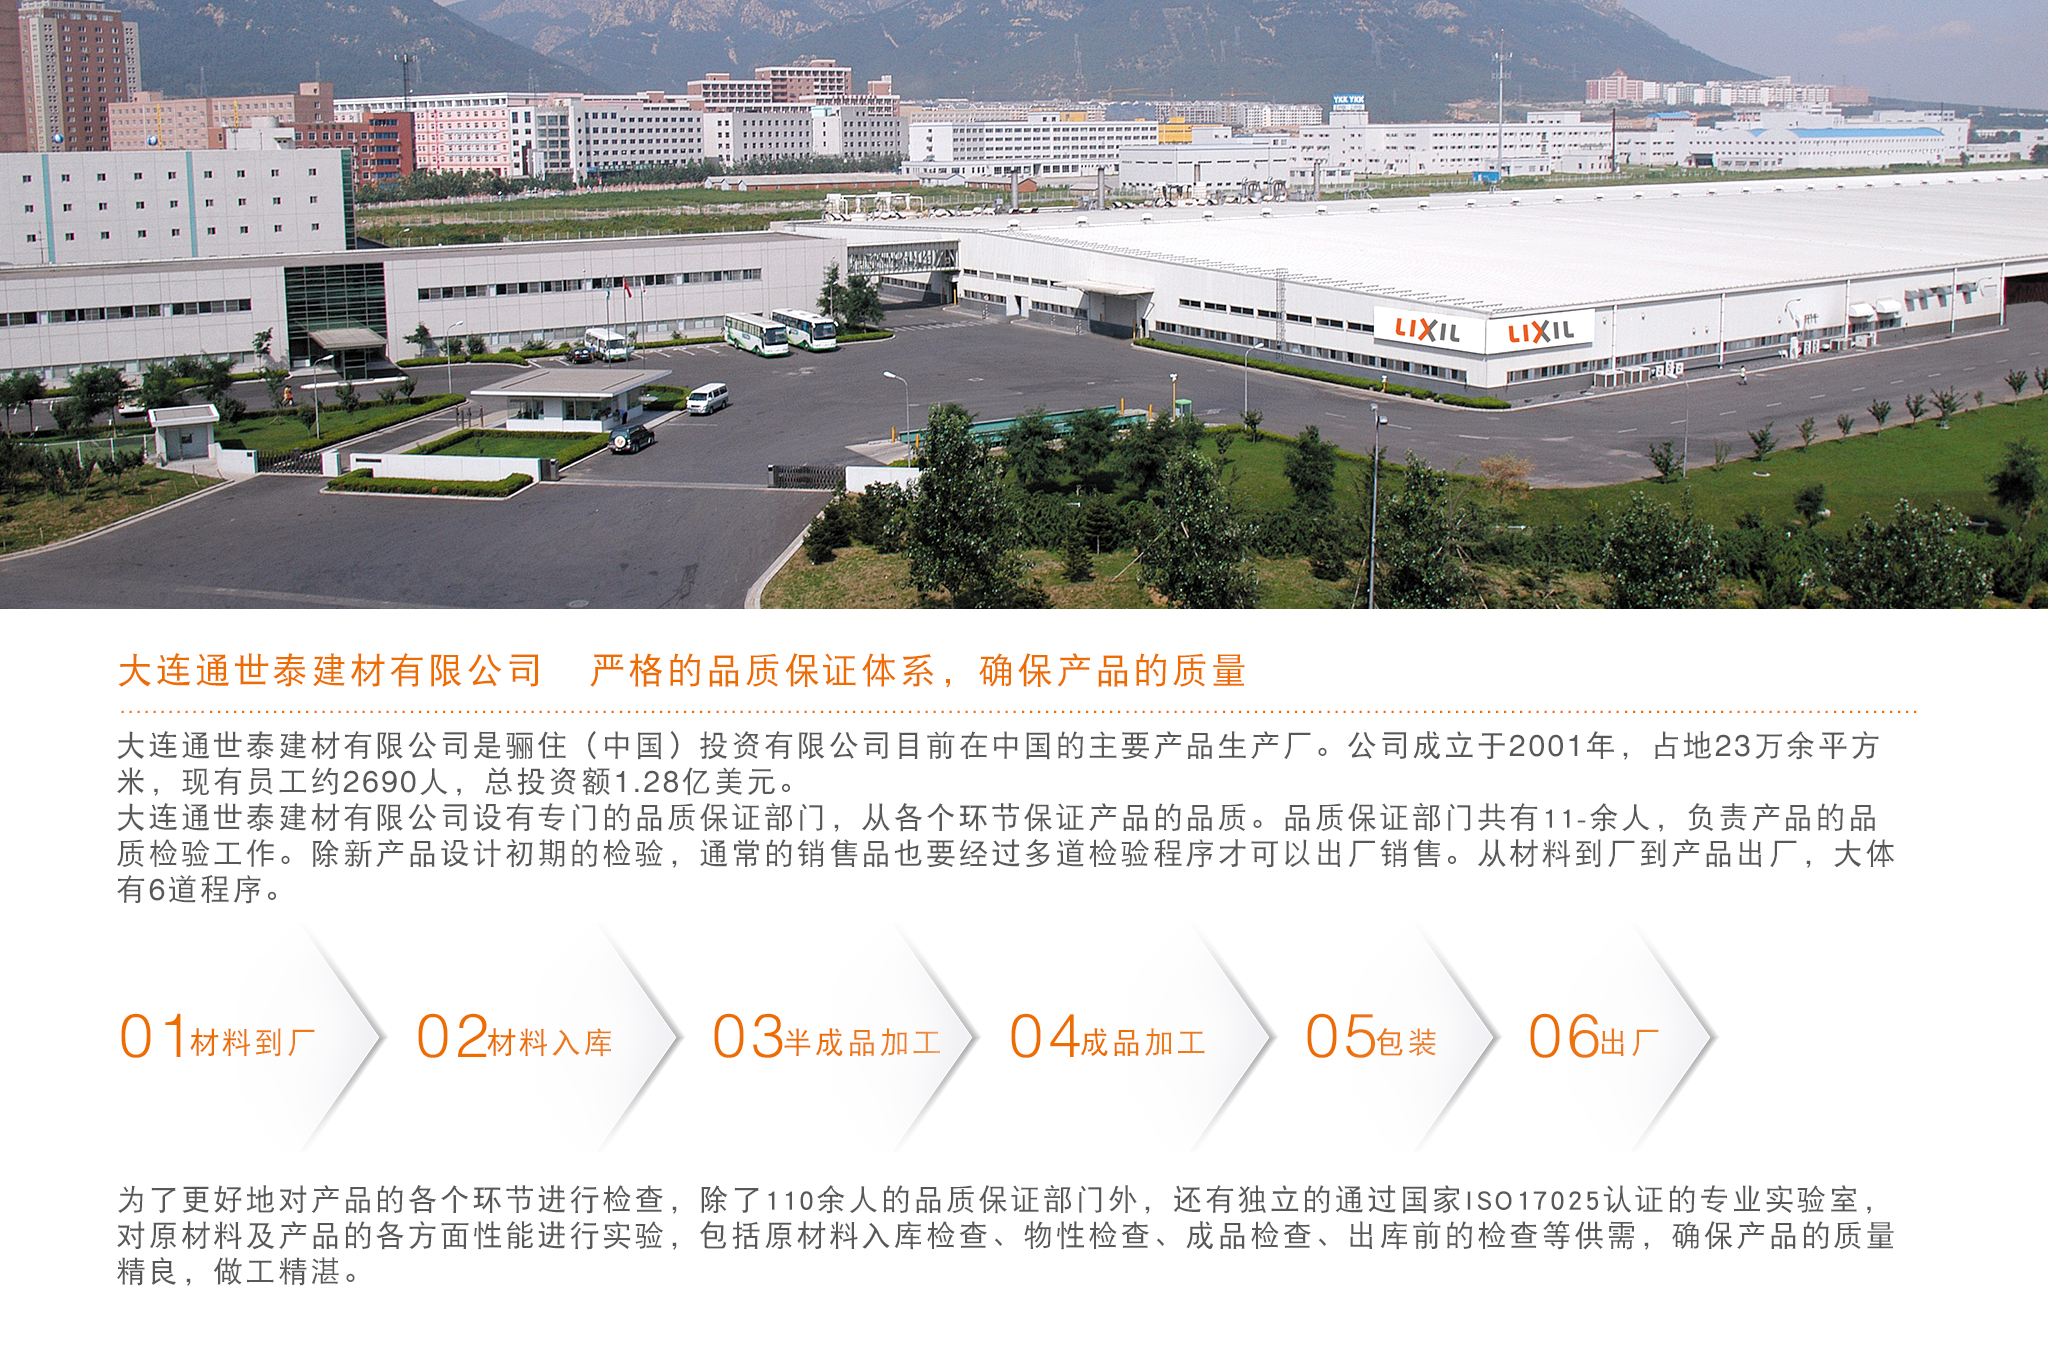 YKK YKK
LIXIL LIXIL
大连通世泰建材有限公司 严格的品质保证体系，确保产品的质量
大连通世泰建材有限公司是骊住（中国）投资有限公司目前在中国的主要产品生产厂。公司成立于2001年，占地23万余平方
米，现有员工约2690人，总投资额1.28亿美元。
大连通世泰建材有限公司设有专门的品质保证部门，从各个环节保证产品的品质。品质保证部门共有11-余人，负责产品的品
质检验工作。除新产品设计初期的检验，通常的销售品也要经过多道检验程序才可以出厂销售。从材料到厂到产品出厂，大体
有6道程序。
01材料到厂 02材料入库 03半成品加工 04成品加工 05包装 06出厂
为了更好地对产品的各个环节进行检查，除了110余人的品质保证部门外，还有独立的通过国家ISO17025认证的专业实验室，
对原材料及产品的各方面性能进行实验，包括原材料入库检查、物性检查、成品检查、出库前的检查等供需，确保产品的质量
精良，做工精湛。